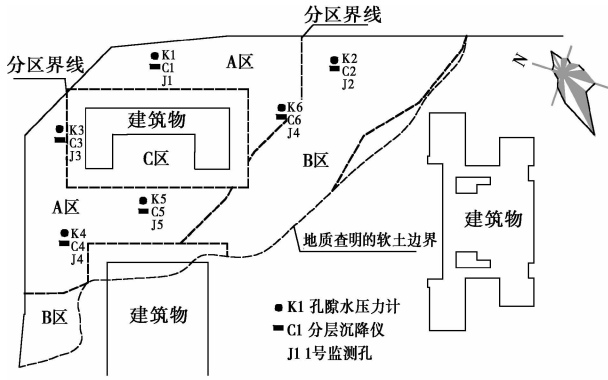 分区界线
K1
C1
J1
A区
K2
C2
J2
N
分区界线
建筑物
C区
K3
C3
J3
K6
C6
J4
B区
A区
K5
C5
J5
K4
C4
J4
地质查明的软土边界
建筑物
B区
建筑物
K1 孔隙水压力计
C1 分层沉降仪
J1 1号监测孔